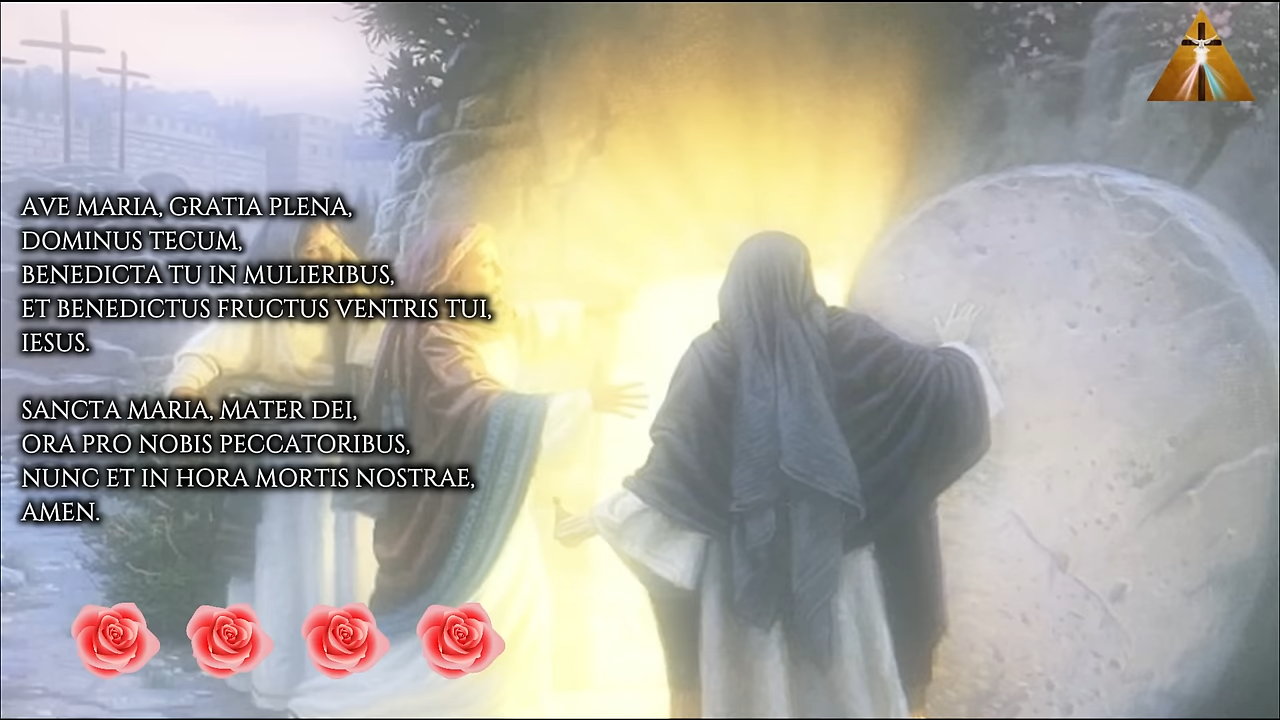 AVE MARIA, GRATIA PLENA,
DOMINUS TECUM,
BENEDICTA TU IN MULIERIBUS,
ET BENEDICTUS FRUCTUS VENTRIS TUI,
IESUS.
SANCTA MARIA, MATER DEI,
ORA PRO NOBIS PECCATORIBUS,
NUNC ET IN HORA MORTIS NOSTRAE,
AMEN.